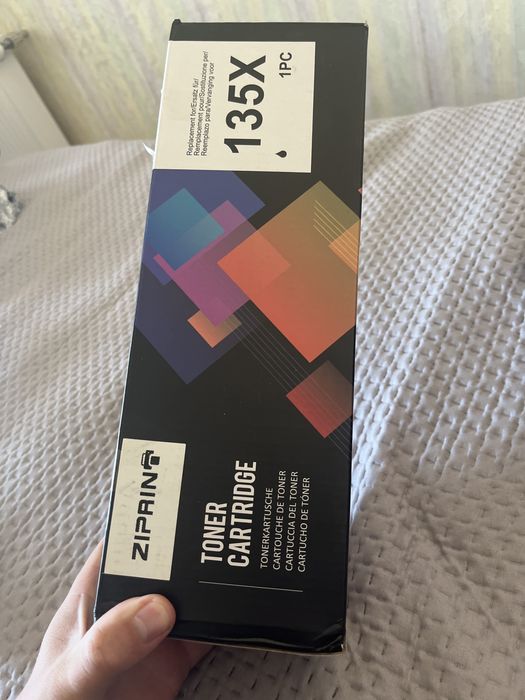 Replacement for/Ersatz für/
Remplacement pour/Sostituzione per/
Reemplazo para/Vervanging voor
135X
1PC
ZIPRINT
TONER
CARTRIDGE
TONERKARTUSCHE
CARTOUCHE DE TONER
CARTUCCIA DEL TONER
CARTUCHO DE TÓNER